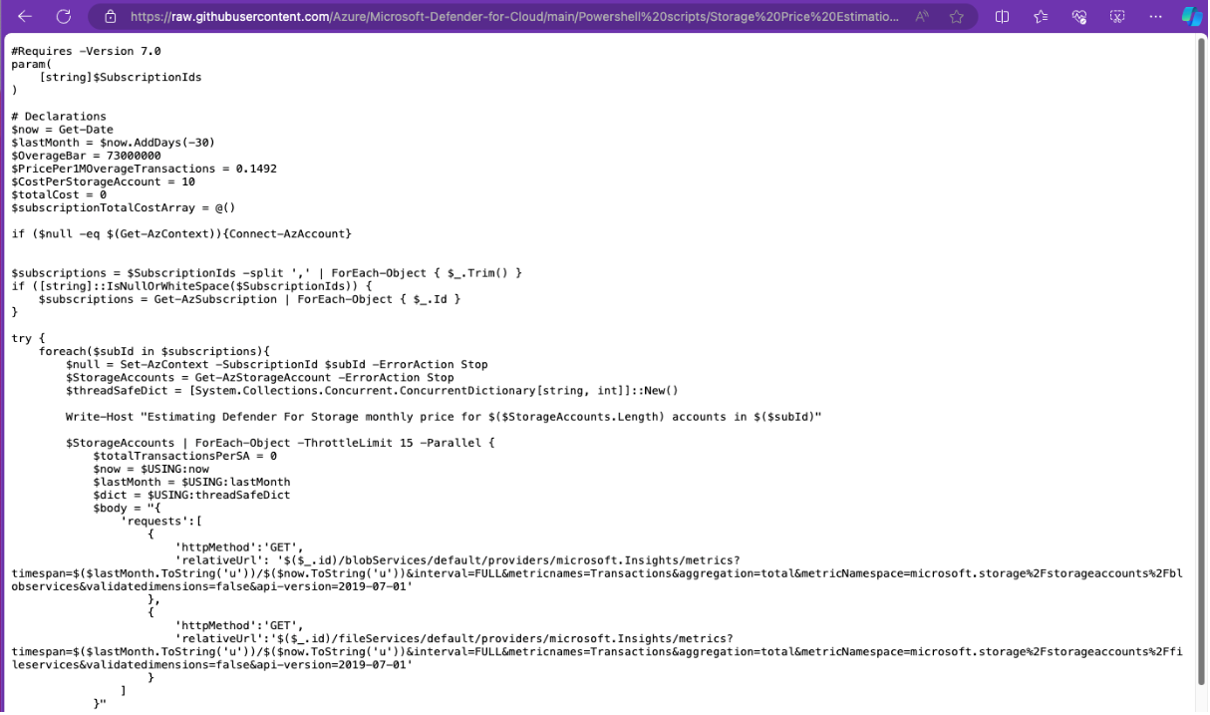 https://raw.githubusercontent.com/Azure/Microsoft-Defender-for-Cloud/main/Powershell%20scripts/Storage%20Price%20Estimatio...
#Requires -Version 7.0
param(
    [string]$SubscriptionIds
)

# Declarations
$now = Get-Date
$lastMonth = $now.AddDays(-30)
$OverageBar = 73000000
$PricePer1MOverageTransactions = 0.1492
$CostPerStorageAccount = 10
$totalCost = 0
$subscriptionTotalCostArray = @()

if ($null -eq $(Get-AzContext)){Connect-AzAccount}


$subscriptions = $SubscriptionIds -split ',' | ForEach-Object { $_.Trim() }
if ([string]::IsNullOrWhiteSpace($SubscriptionIds)) {
    $subscriptions = Get-AzSubscription | ForEach-Object { $_.Id }
}

try {
    foreach($subId in $subscriptions){
        $null = Set-AzContext -SubscriptionId $subId -ErrorAction Stop
        $StorageAccounts = Get-AzStorageAccount -ErrorAction Stop
        $threadSafeDict = [System.Collections.Concurrent.ConcurrentDictionary[string, int]]::New()

        Write-Host "Estimating Defender For Storage monthly price for $($StorageAccounts.Length) accounts in $($subId)"

        $StorageAccounts | ForEach-Object -ThrottleLimit 15 -Parallel {
            $totalTransactionsPerSA = 0
            $now = $USING:now
            $lastMonth = $USING:lastMonth
            $dict = $USING:threadSafeDict
            $body = "{
                'requests':[
                    {
                        'httpMethod':'GET',
                        'relativeUrl': '$($_.id)/blobServices/default/providers/microsoft.Insights/metrics?
timespan=$($lastMonth.ToString('u'))/$($now.ToString('u'))&interval=FULL&metricnames=Transactions&aggregation=total&metricNamespace=microsoft.storage%2Fstorageaccounts%2Fbl
observices&validatedimensions=false&api-version=2019-07-01'
                    },
                    {
                        'httpMethod':'GET',
                        'relativeUrl':'$($_.id)/fileServices/default/providers/microsoft.Insights/metrics?
timespan=$($lastMonth.ToString('u'))/$($now.ToString('u'))&interval=FULL&metricnames=Transactions&aggregation=total&metricNamespace=microsoft.storage%2Fstorageaccounts%2Ffi
leservices&validatedimensions=false&api-version=2019-07-01'
                    }
                ]
            }"